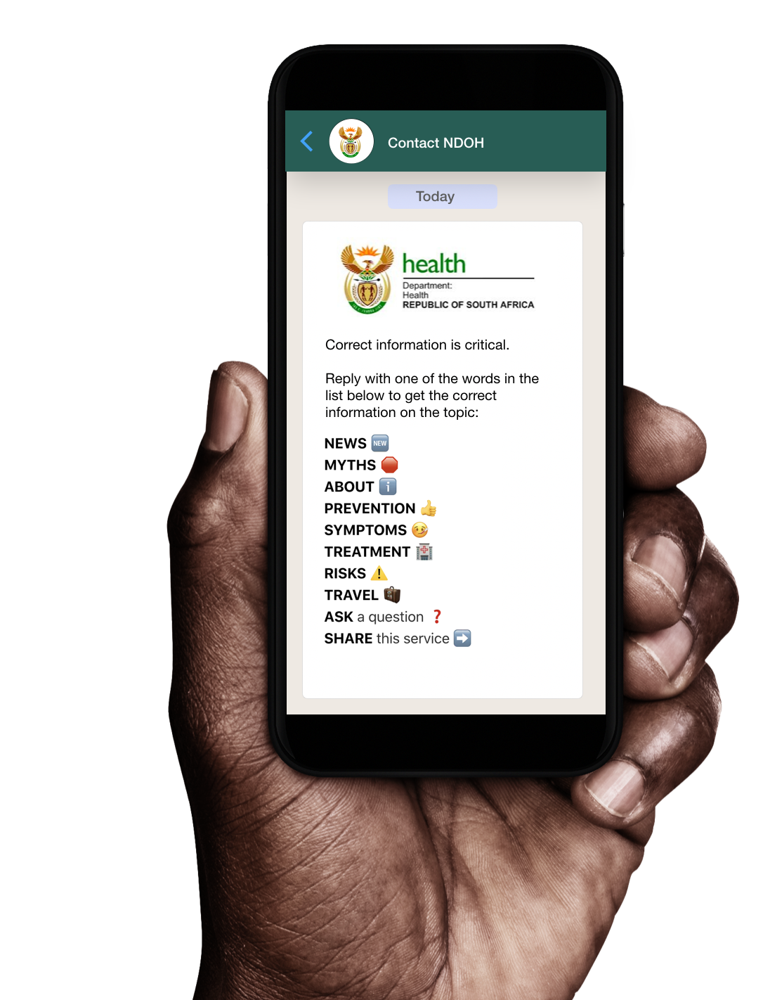 Contact NDOH
Today
health
Department:
Health
REPUBLIC OF SOUTH AFRICA
Correct information is critical.
Reply with one of the words in the
list below to get the correct
information on the topic:
NEWS NEW
MYTHS
ABOUT i
PREVENTION
SYMPTOMS
TREATMENT
RISKS
TRAVEL
ASK a question ❓
SHARE this service ➡️